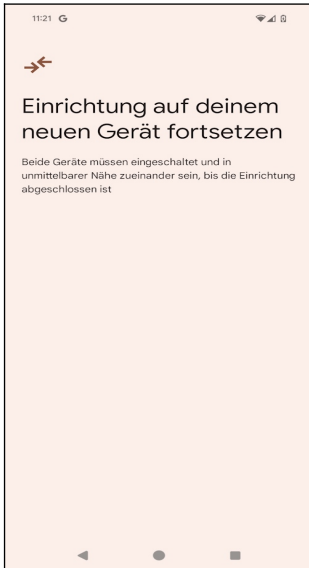 11:21 G
Einrichtung auf deinem
neuen Gerät fortsetzen
Beide Geräte müssen eingeschaltet und in
unmittelbarer Nähe zueinander sein, bis die Einrichtung
abgeschlossen ist